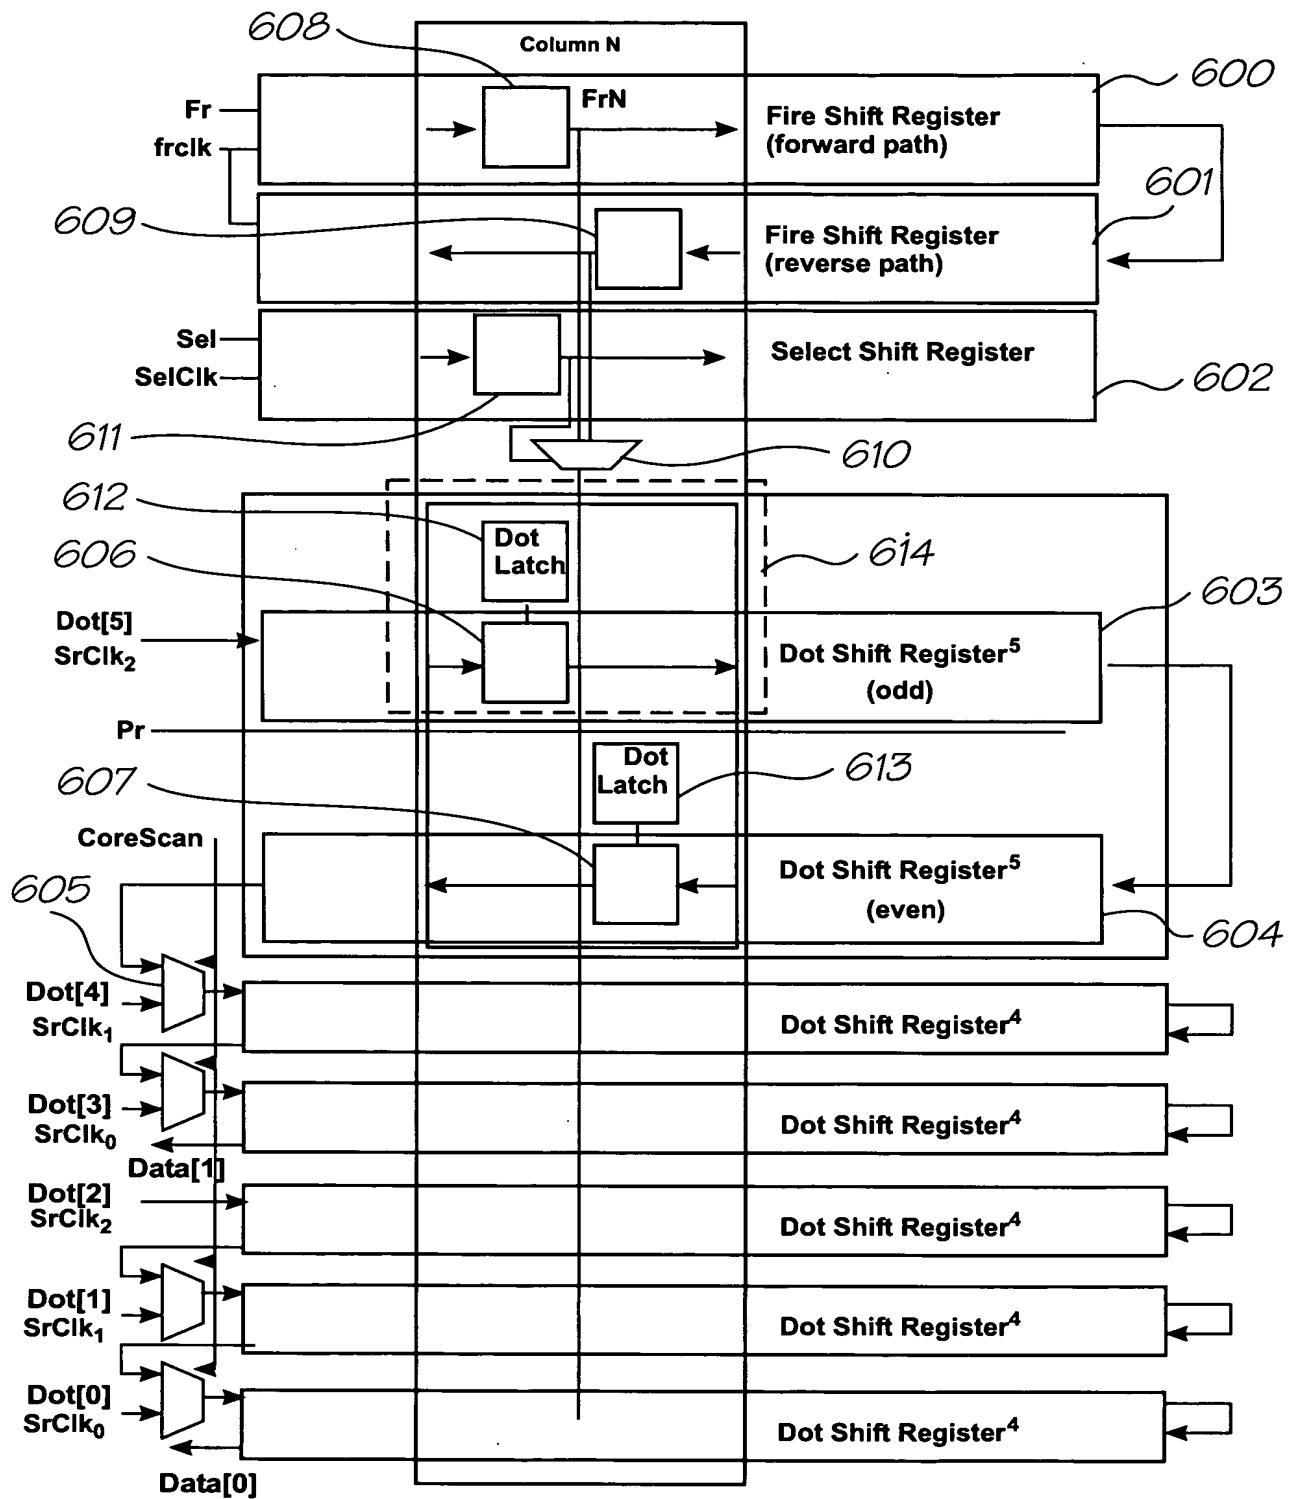 608
Column N
600
Fr
FrN
Fire Shift Register
(forward path)
frclk
601
609
Fire Shift Register
(reverse path)
Sel
Select Shift Register
SelClk
602
611
610
612
Dot
Latch
606
614
603
Dot[5]
SrClk2
Dot Shift Register5
(odd)
Pr
Dot
Latch
613
607
CoreScan
Dot Shift Register5
(even)
605
604
Dot[4]
SrClk1
Dot Shift Register4
Dot[3]
SrClk0
Dot Shift Register4
Data[1]
Dot[2]
SrClk2
Dot Shift Register4
Dot[1]
SrClk1
Dot Shift Register4
Dot[0]
SrClk0
Dot Shift Register4
Data[0]